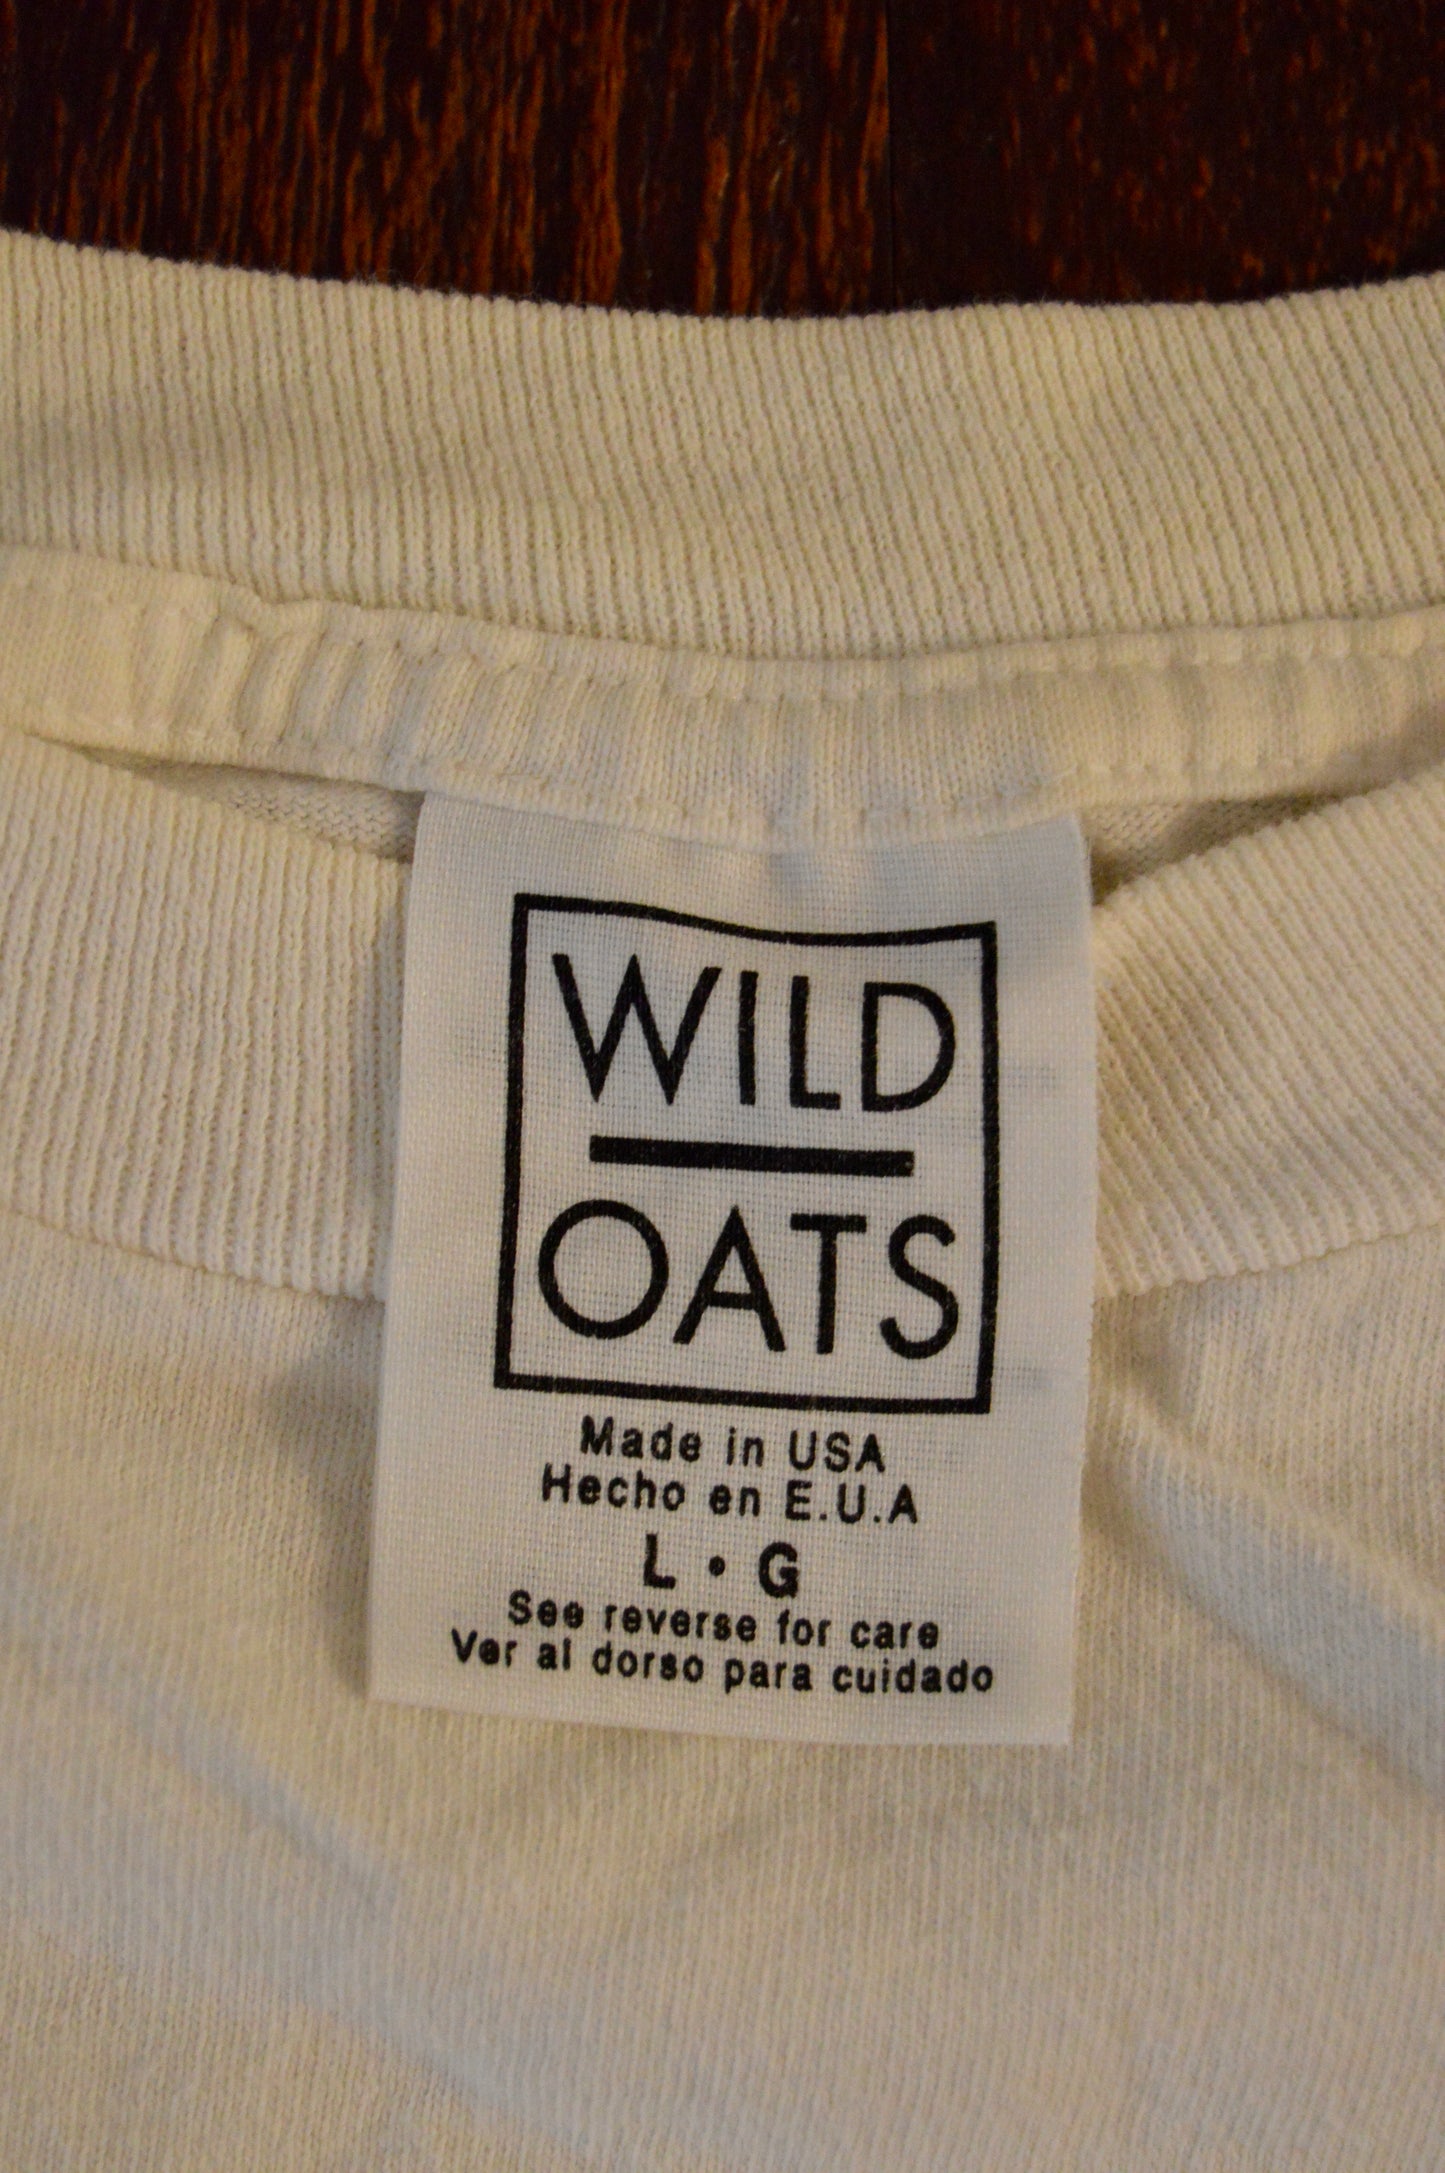 WILD
OATS
Made in USA
Hecho en E.U.A
L • G
See reverse for care
Ver al dorso para cuidado